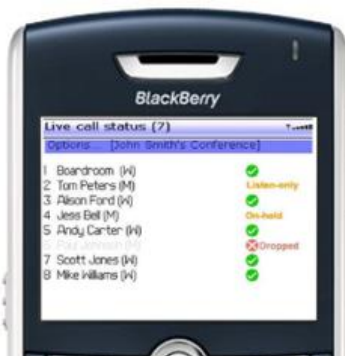 BlackBerry
Live call status (7)
Options... [John Smith's Conference]
1 Boardroom (W)
2 Tom Peters (M) Listen-only
3 Alison Ford (W)
4 Jess Bell (M) On-hold
5 Andy Carter (W)
6 Paul Johnson (M) Dropped
7 Scott Jones (W)
8 Mike Williams (W)